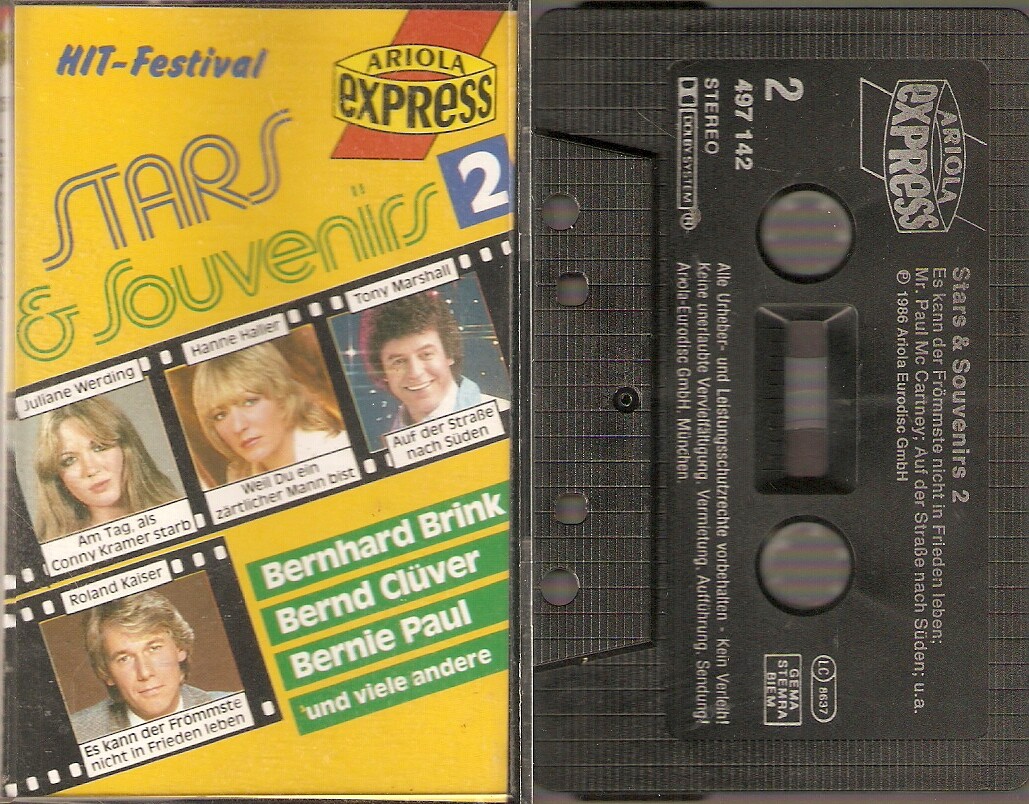 HIT-Festival
ARIOLA
eXPRESS
STARS
& Souvenirs
2
Juliane Werding
Am Tag, als
Conny Kramer starb
Hanne Haller
Weil Du ein
zärtlicher Mann bist
Tony Marshall
Auf der Straße
nach Süden
Roland Kaiser
Es kann der Frömmste
nicht in Frieden leben
Bernhard Brink
Bernd Clüver
Bernie Paul
und viele andere
ARIOLA
eXPRESS
Stars & Souvenirs 2
Es kann der Frömmste nicht in Frieden leben;
Mr. Paul Mc Cartney; Auf der Straße nach Süden; u.a.
℗ 1986 Ariola Eurodisc GmbH
2
497 142
STEREO
DOLBY SYSTEM
LC 8637
GEMA
STEMRA
BIEM
Alle Urheber- und Leistungsschutzrechte vorbehalten · Kein Verleih!
Keine unerlaubte Vervielfältigung, Vermietung, Aufführung, Sendung!
Ariola-Eurodisc GmbH, München